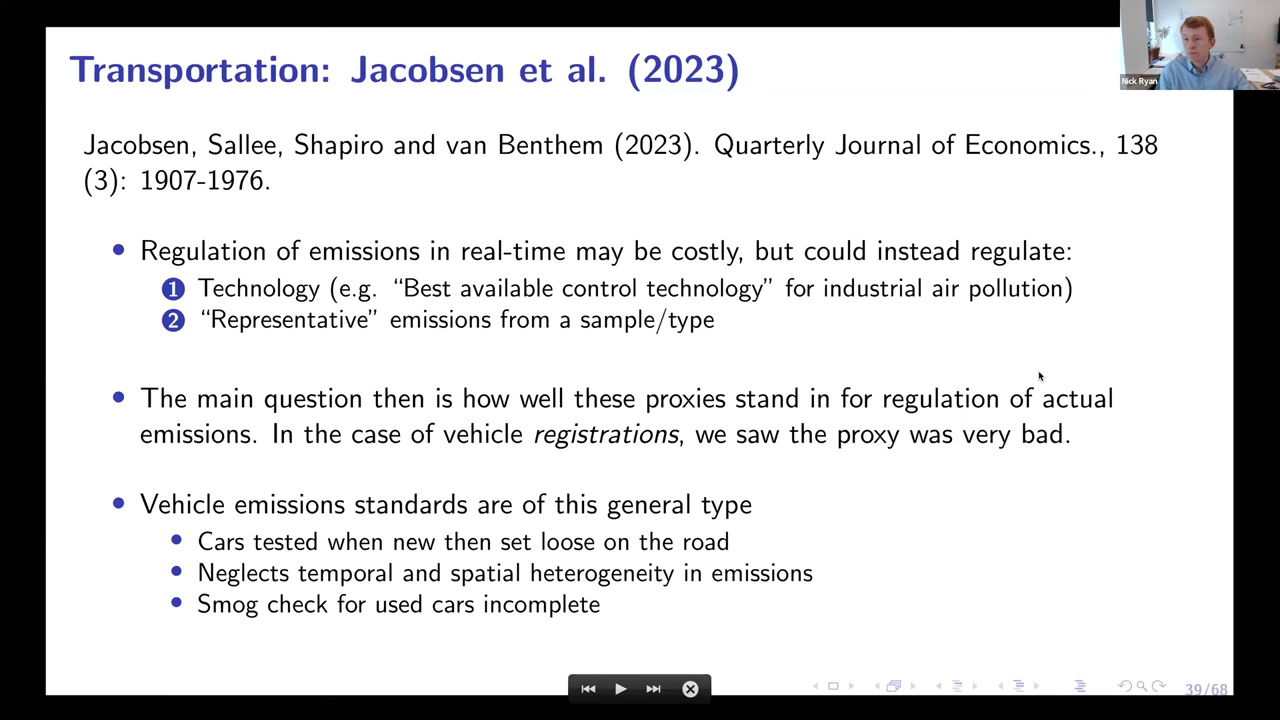 Transportation: Jacobsen et al. (2023)
Nick Ryan
Jacobsen, Sallee, Shapiro and van Benthem (2023). Quarterly Journal of Economics., 138
(3): 1907-1976.
• Regulation of emissions in real-time may be costly, but could instead regulate:
1 Technology (e.g. “Best available control technology” for industrial air pollution)
2 “Representative” emissions from a sample/type
• The main question then is how well these proxies stand in for regulation of actual
emissions. In the case of vehicle registrations, we saw the proxy was very bad.
• Vehicle emissions standards are of this general type
• Cars tested when new then set loose on the road
• Neglects temporal and spatial heterogeneity in emissions
• Smog check for used cars incomplete
39/68